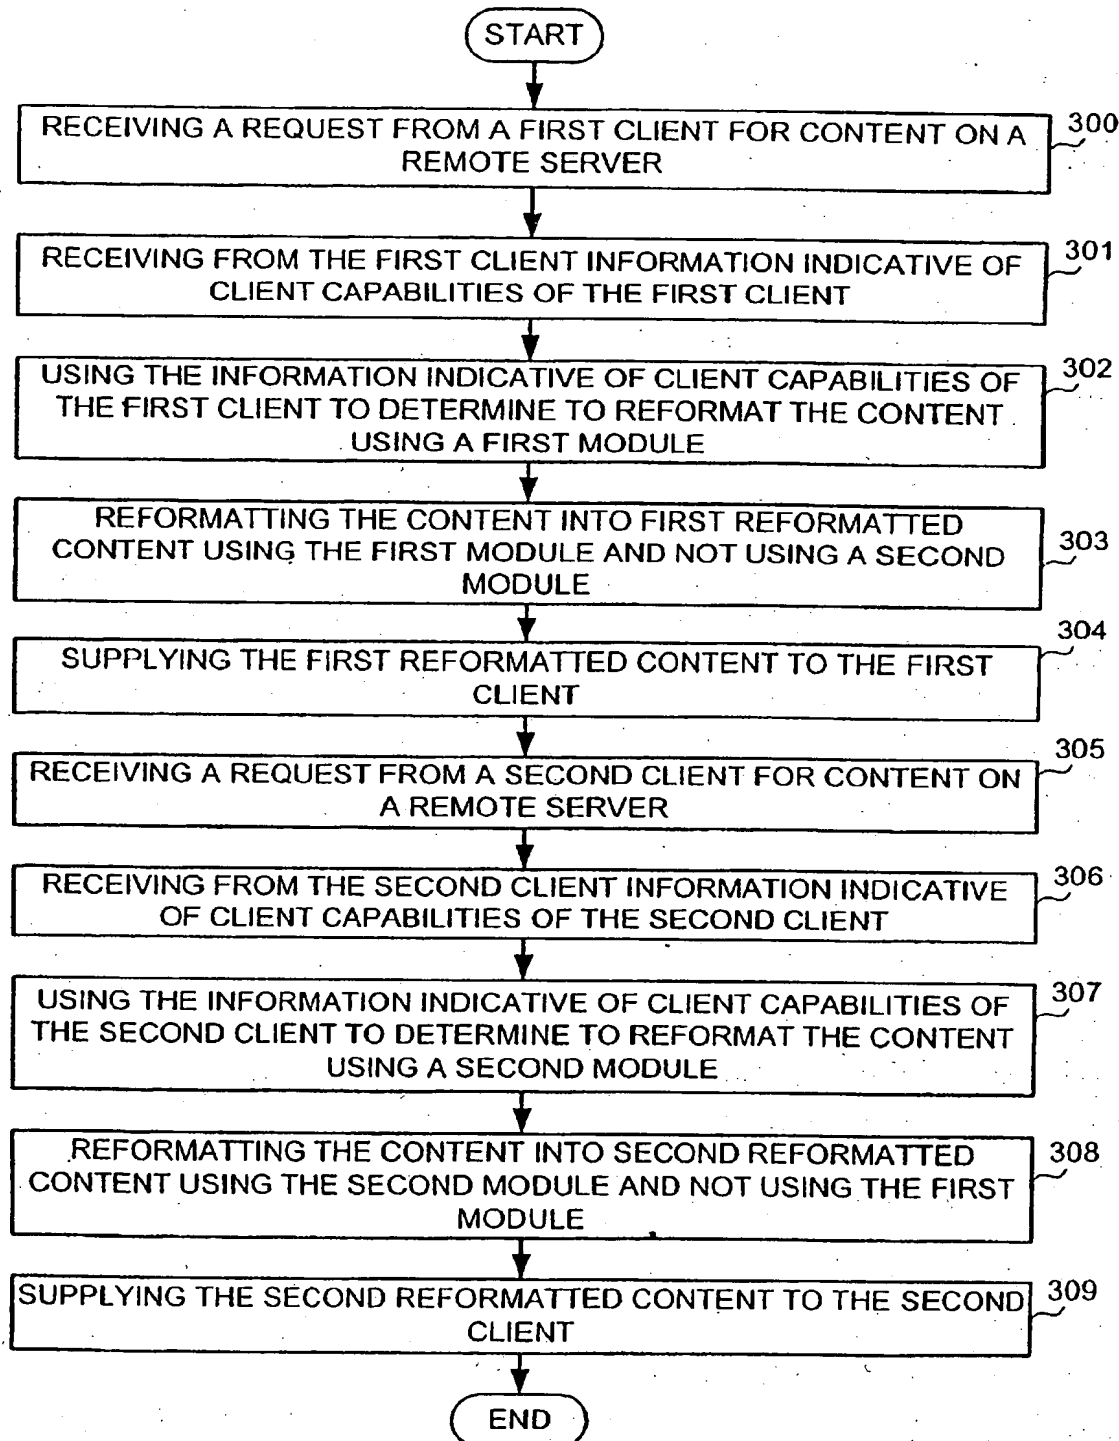 START
RECEIVING A REQUEST FROM A FIRST CLIENT FOR CONTENT ON A
REMOTE SERVER
300
RECEIVING FROM THE FIRST CLIENT INFORMATION INDICATIVE OF
CLIENT CAPABILITIES OF THE FIRST CLIENT
301
USING THE INFORMATION INDICATIVE OF CLIENT CAPABILITIES OF
THE FIRST CLIENT TO DETERMINE TO REFORMAT THE CONTENT
USING A FIRST MODULE
302
REFORMATTING THE CONTENT INTO FIRST REFORMATTED
CONTENT USING THE FIRST MODULE AND NOT USING A SECOND
MODULE
303
SUPPLYING THE FIRST REFORMATTED CONTENT TO THE FIRST
CLIENT
304
RECEIVING A REQUEST FROM A SECOND CLIENT FOR CONTENT ON
A REMOTE SERVER
305
RECEIVING FROM THE SECOND CLIENT INFORMATION INDICATIVE
OF CLIENT CAPABILITIES OF THE SECOND CLIENT
306
USING THE INFORMATION INDICATIVE OF CLIENT CAPABILITIES OF
THE SECOND CLIENT TO DETERMINE TO REFORMAT THE CONTENT
USING A SECOND MODULE
307
REFORMATTING THE CONTENT INTO SECOND REFORMATTED
CONTENT USING THE SECOND MODULE AND NOT USING THE FIRST
MODULE
308
SUPPLYING THE SECOND REFORMATTED CONTENT TO THE SECOND
CLIENT
309
END